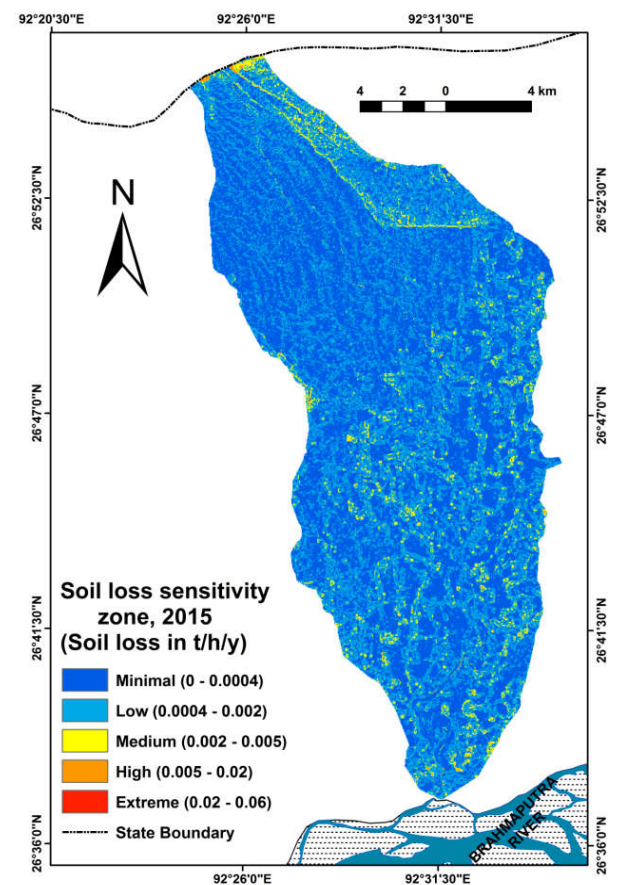 92°20'30"E 92°26'0"E 92°31'30"E
4 2 0 4 km
N
26°52'30"N 26°52'30"N
26°47'0"N 26°47'0"N
26°41'30"N 26°41'30"N
26°36'0"N 26°36'0"N
Soil loss sensitivity
zone, 2015
(Soil loss in t/h/y)
Minimal (0 - 0.0004)
Low (0.0004 - 0.002)
Medium (0.002 - 0.005)
High (0.005 - 0.02)
Extreme (0.02 - 0.06)
State Boundary
BRAHMAPUTRA
RIVER
92°26'0"E 92°31'30"E